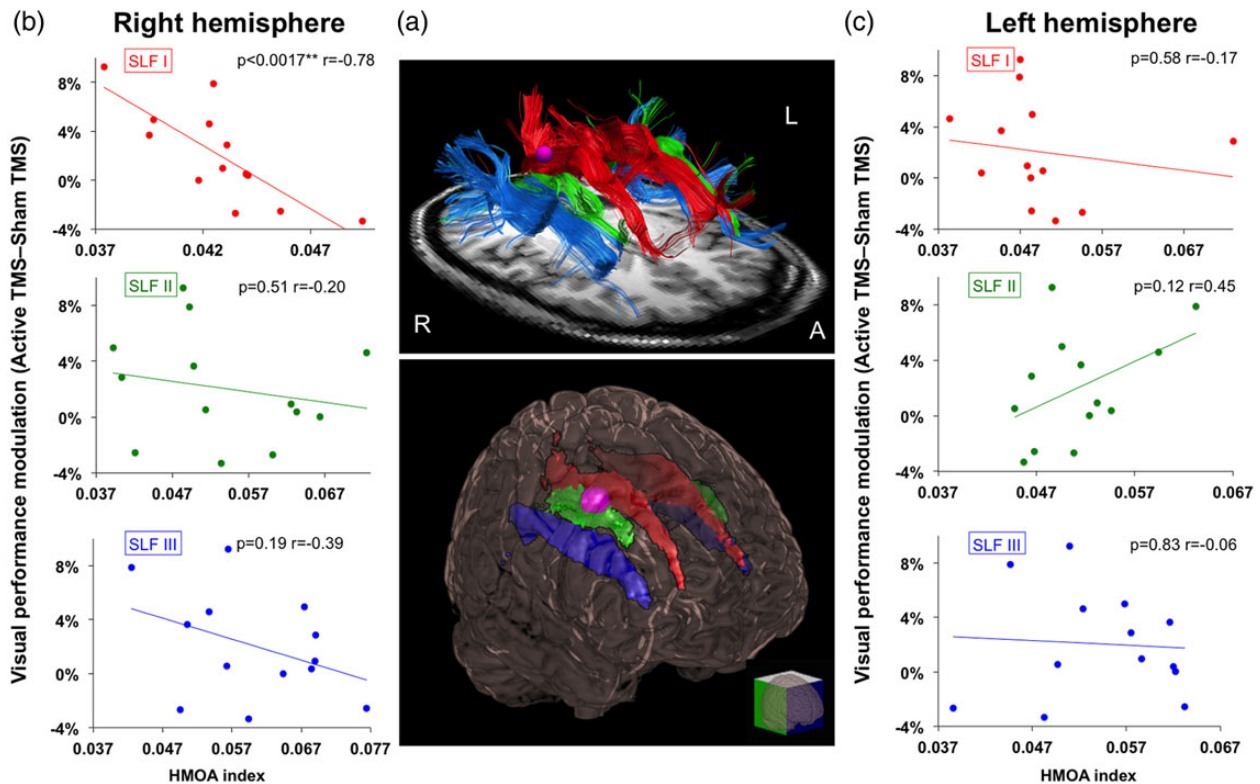 (b) Right hemisphere
Visual performance modulation (Active TMS–Sham TMS)
SLF I
p<0.0017** r=-0.78
8%
4%
0%
-4%
0.037 0.042 0.047
SLF II
p=0.51 r=-0.20
8%
4%
0%
-4%
0.037 0.047 0.057 0.067
SLF III
p=0.19 r=-0.39
8%
4%
0%
-4%
0.037 0.047 0.057 0.067 0.077
HMOA index
(a)
L
R
A
(c) Left hemisphere
Visual performance modulation (Active TMS–Sham TMS)
SLF I
p=0.58 r=-0.17
8%
4%
0%
-4%
0.037 0.047 0.057 0.067
SLF II
p=0.12 r=0.45
8%
4%
0%
-4%
0.037 0.047 0.057 0.067
SLF III
p=0.83 r=-0.06
8%
4%
0%
-4%
0.037 0.047 0.057 0.067
HMOA index